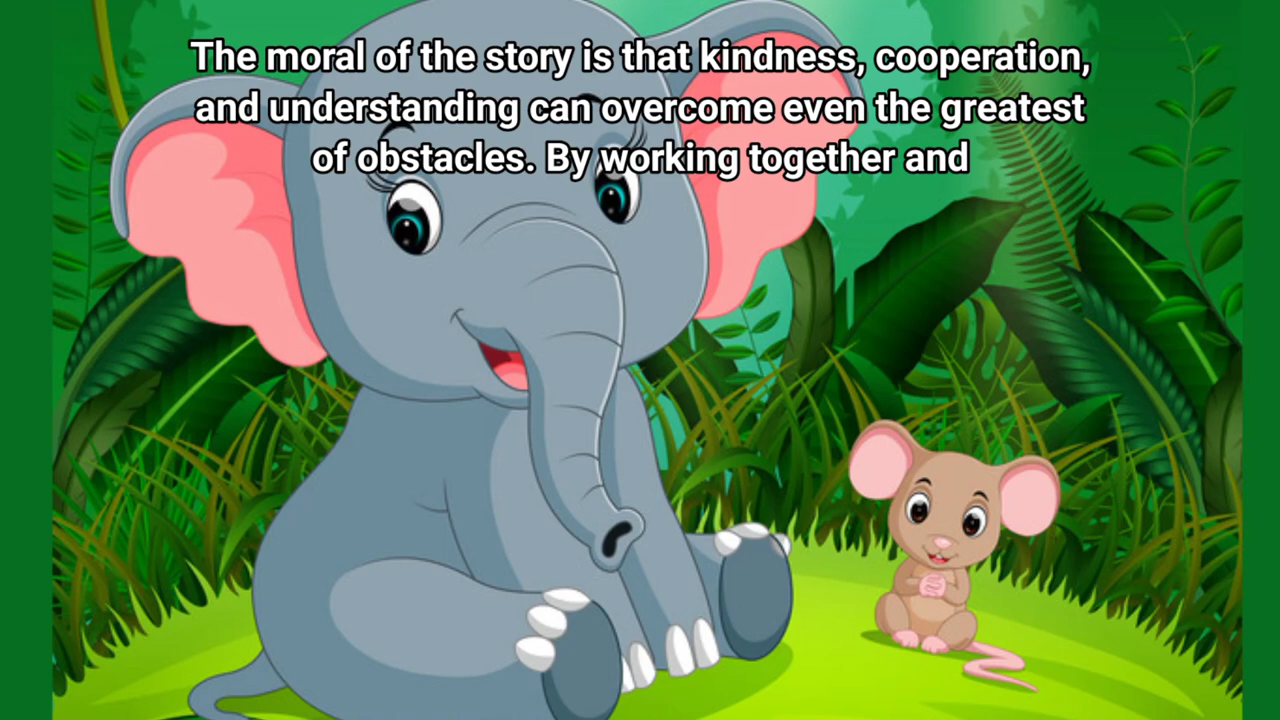 The moral of the story is that kindness, cooperation,
and understanding can overcome even the greatest
of obstacles. By working together and